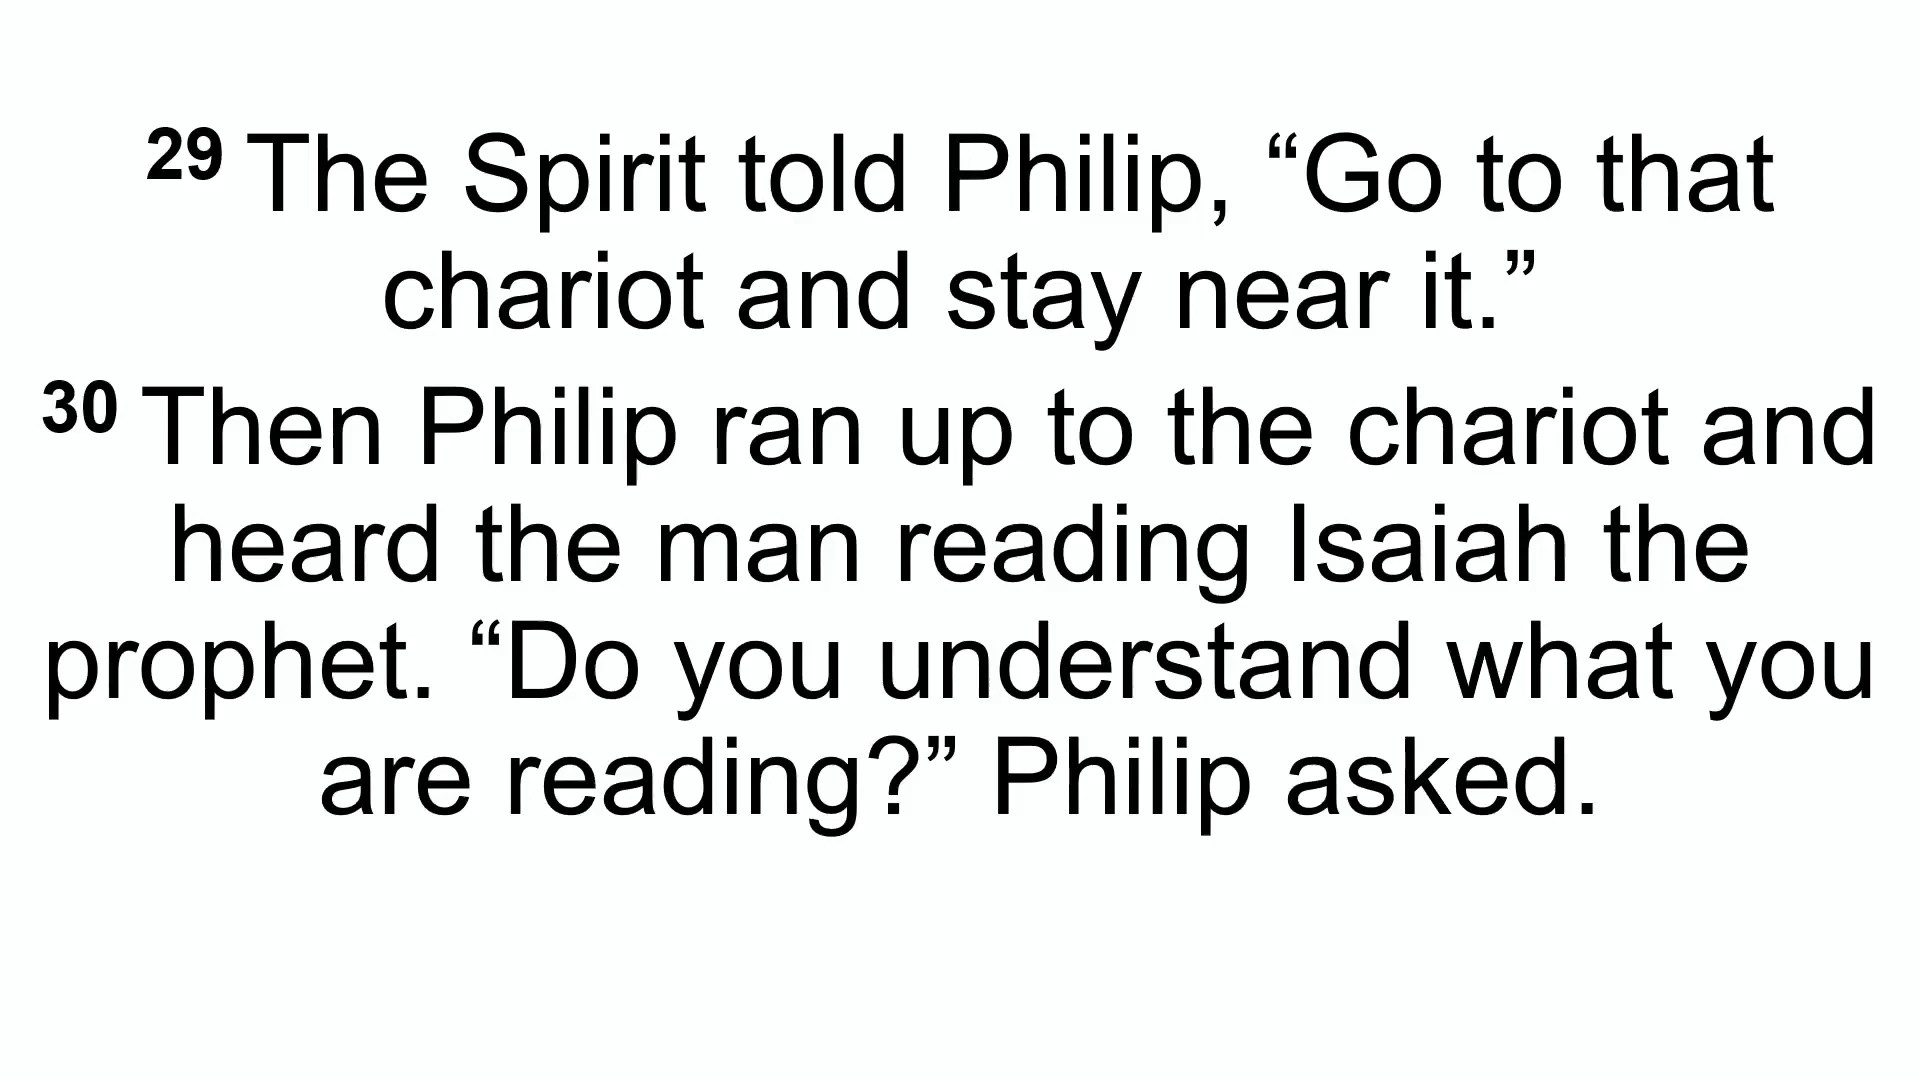 29 The Spirit told Philip, “Go to that
chariot and stay near it.”
30 Then Philip ran up to the chariot and
heard the man reading Isaiah the
prophet. “Do you understand what you
are reading?” Philip asked.